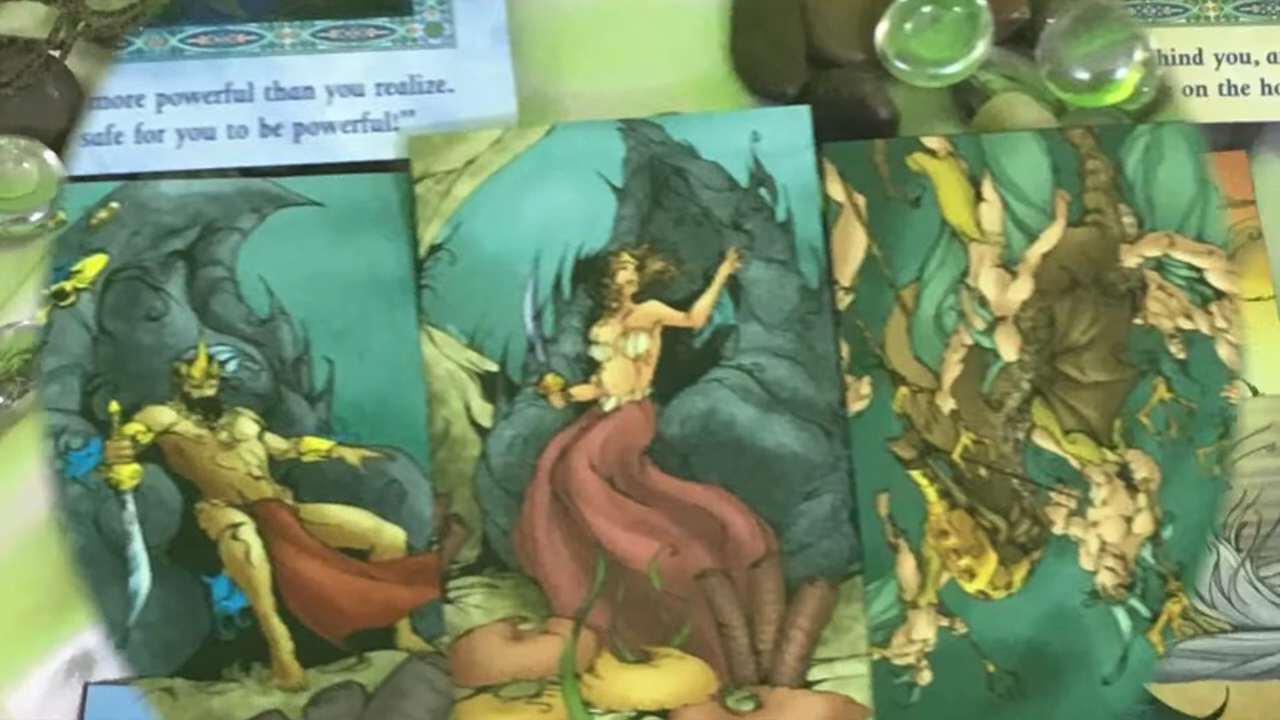 more powerful than you realize.
safe for you to be powerful!"
hind you, a
on the ho